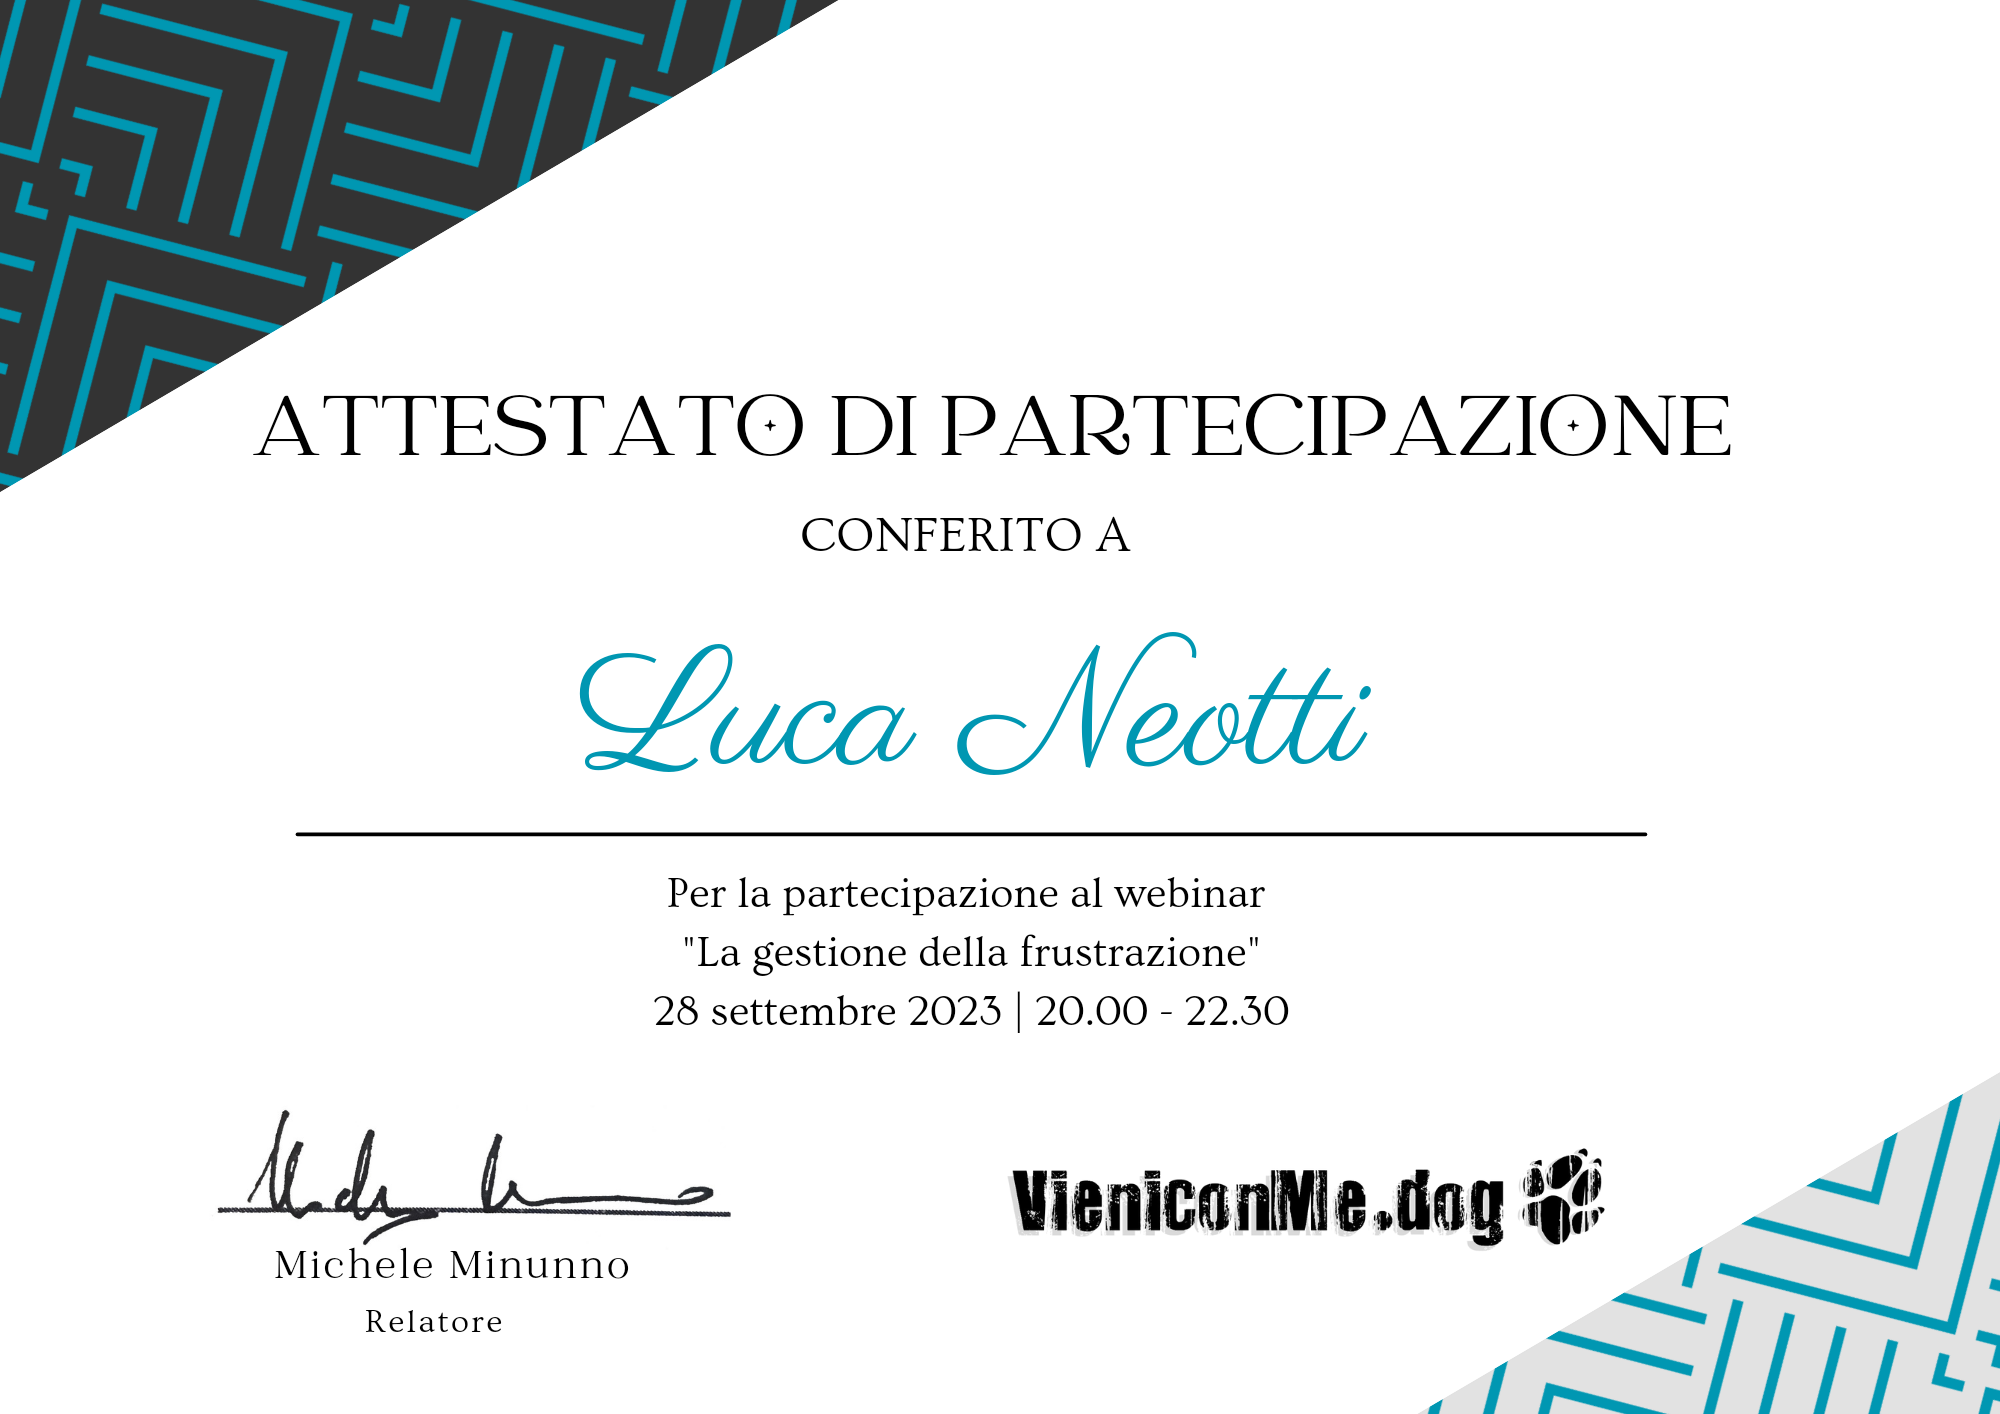 ATTESTATO DI PARTECIPAZIONE
CONFERITO A
Luca Neotti
Per la partecipazione al webinar
"La gestione della frustrazione"
28 settembre 2023 | 20.00 - 22.30
VieniconMe.dog
Michele Minunno
Relatore